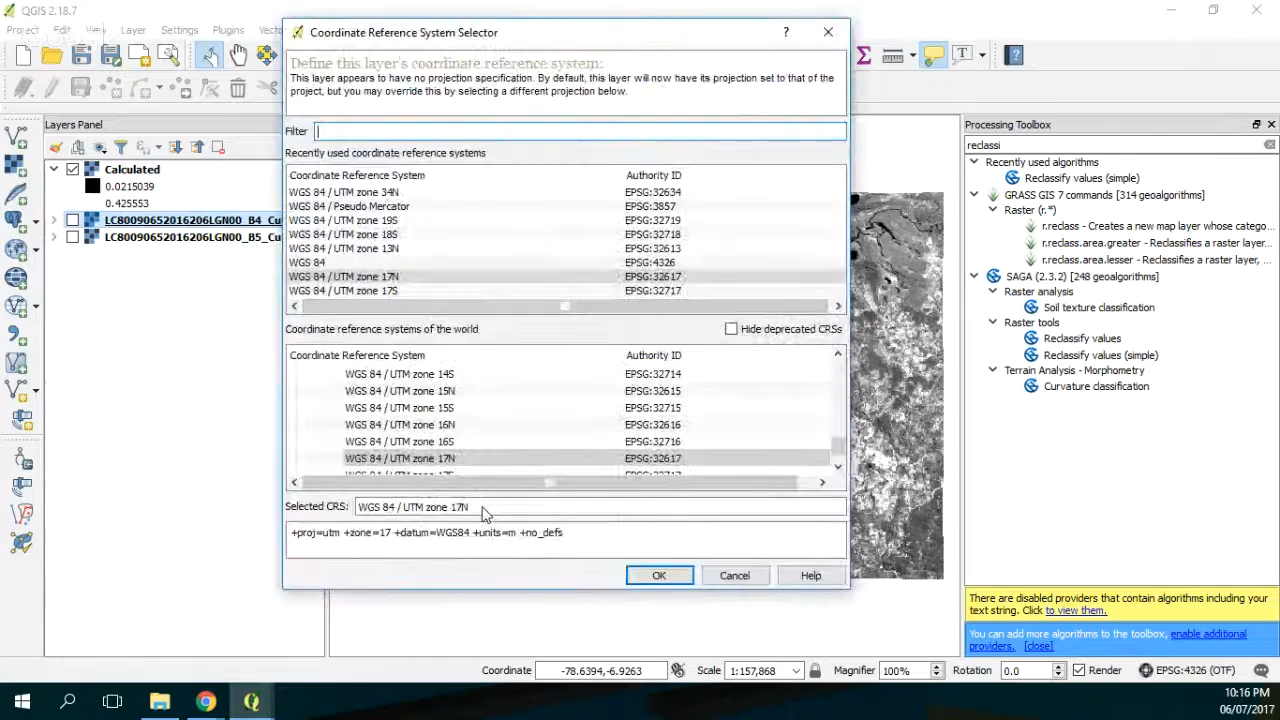 QGIS 2.18.7
Project Edit View Layer Settings Plugins
Coordinate Reference System Selector
?
Define this layer's coordinate reference system:
This layer appears to have no projection specification. By default, this layer will now have its projection set to that of the
project, but you may override this by selecting a different projection below.
Filter
Recently used coordinate reference systems
Coordinate Reference System Authority ID
WGS 84 / UTM zone 34N EPSG:32634
WGS 84 / Pseudo Mercator EPSG:3857
WGS 84 / UTM zone 19S EPSG:32719
WGS 84 / UTM zone 18S EPSG:32718
WGS 84 / UTM zone 13N EPSG:32613
WGS 84 EPSG:4326
WGS 84 / UTM zone 17N EPSG:32617
WGS 84 / UTM zone 17S EPSG:32717
Coordinate reference systems of the world
Hide deprecated CRSs
Coordinate Reference System Authority ID
WGS 84 / UTM zone 14S EPSG:32714
WGS 84 / UTM zone 15N EPSG:32615
WGS 84 / UTM zone 15S EPSG:32715
WGS 84 / UTM zone 16N EPSG:32616
WGS 84 / UTM zone 16S EPSG:32716
WGS 84 / UTM zone 17N EPSG:32617
Selected CRS: WGS 84 / UTM zone 17N
+proj=utm +zone=17 +datum=WGS84 +units=m +no_defs
OK Cancel Help
Layers Panel
Calculated
0.0215039
0.425553
LC80090652016206LGN00_B4_Cu
LC80090652016206LGN00_B5_Cu
Processing Toolbox
reclassi
Recently used algorithms
Reclassify values (simple)
GRASS GIS 7 commands [314 geoalgorithms]
Raster (r.*)
r.reclass - Creates a new map layer whose catego...
r.reclass.area.greater - Reclassifies a raster layer...
r.reclass.area.lesser - Reclassifies a raster layer, ...
SAGA (2.3.2) [248 geoalgorithms]
Raster analysis
Soil texture classification
Raster tools
Reclassify values
Reclassify values (simple)
Terrain Analysis - Morphometry
Curvature classification
There are disabled providers that contain algorithms including your
text string. Click to view them.
You can add more algorithms to the toolbox, enable additional
providers. [close]
Coordinate -78.6394,-6.9263 Scale 1:157,868 Magnifier 100% Rotation 0.0 Render EPSG:4326 (OTF)
10:16 PM
06/07/2017